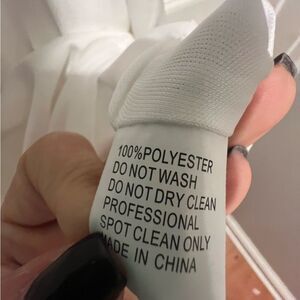 100%POLYESTER
DO NOT WASH
DO NOT DRY CLEAN
PROFESSIONAL
SPOT CLEAN ONLY
MADE IN CHINA